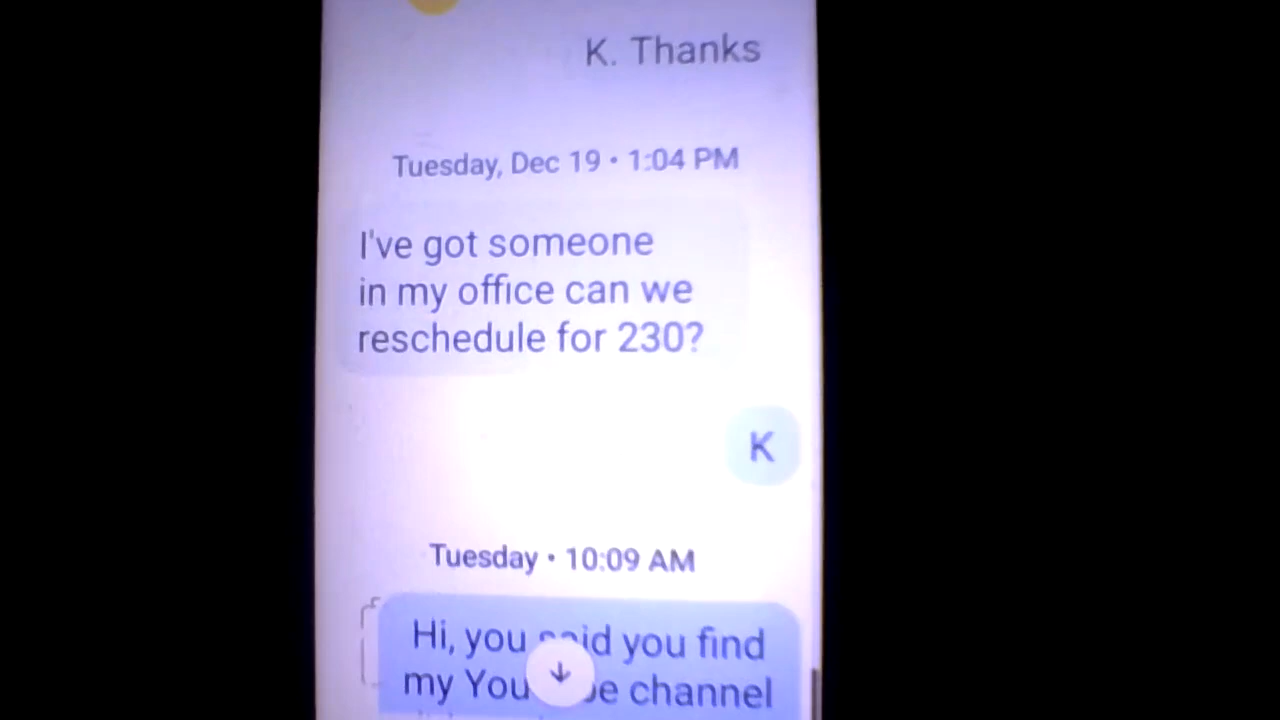 K. Thanks
Tuesday, Dec 19 • 1:04 PM
I've got someone
in my office can we
reschedule for 230?
K
Tuesday • 10:09 AM
Hi, you said you find
my channel